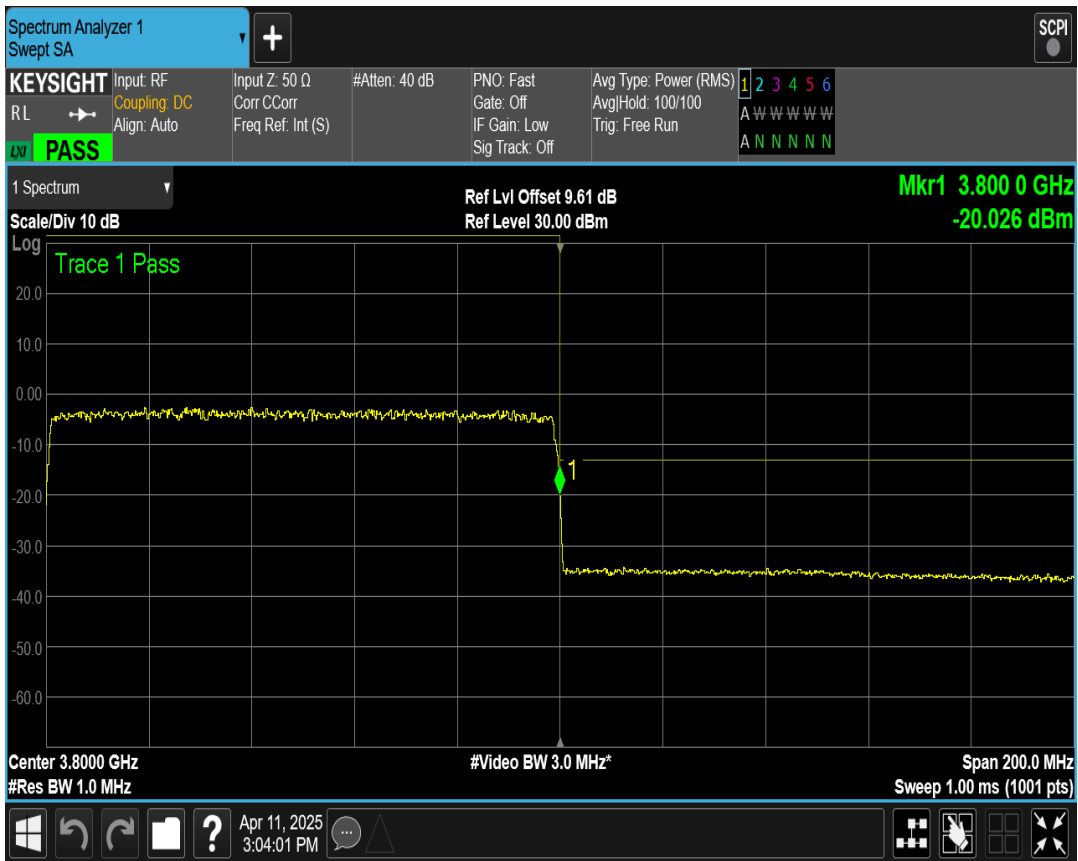 Spectrum Analyzer 1
Swept SA
SCPI
KEYSIGHT
RL
LXI PASS
Input: RF
Coupling: DC
Align: Auto
Input Z: 50 Ω
Corr CCorr
Freq Ref: Int (S)
#Atten: 40 dB
PNO: Fast
Gate: Off
IF Gain: Low
Sig Track: Off
Avg Type: Power (RMS)
Avg|Hold: 100/100
Trig: Free Run
1 2 3 4 5 6
A W W W W W
A N N N N N
1 Spectrum
Scale/Div 10 dB
Ref Lvl Offset 9.61 dB
Ref Level 30.00 dBm
Mkr1 3.800 0 GHz
-20.026 dBm
Log
Trace 1 Pass
20.0
10.0
0.00
-10.0
1
-20.0
-30.0
-40.0
-50.0
-60.0
Center 3.8000 GHz
#Res BW 1.0 MHz
#Video BW 3.0 MHz*
Span 200.0 MHz
Sweep 1.00 ms (1001 pts)
?
Apr 11, 2025
3:04:01 PM